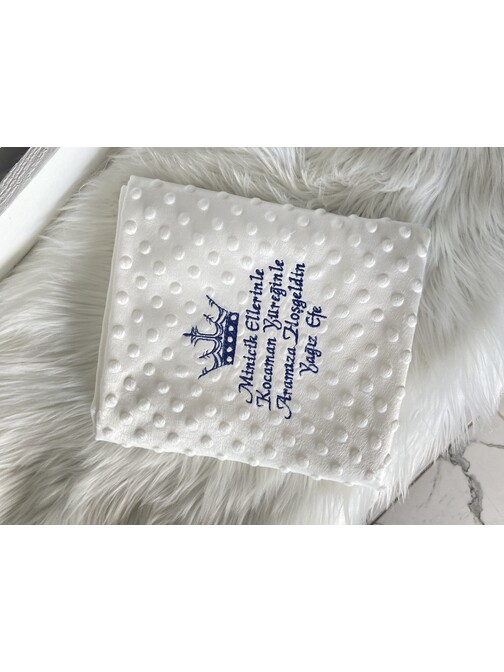 Minicik Ellerinle
Kocaman Yüreğinle
Aramıza Hoşgeldin
Yağız Efe